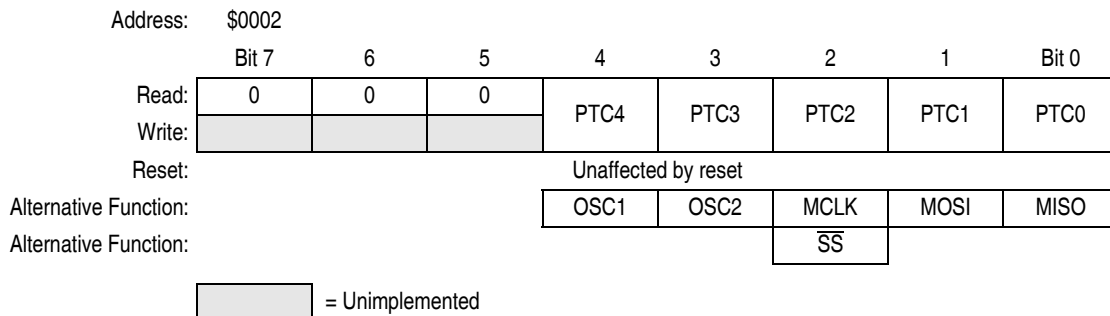 Address: $0002
Bit 7 6 5 4 3 2 1 Bit 0
Read: 0 0 0 PTC4 PTC3 PTC2 PTC1 PTC0
Write:
Reset: Unaffected by reset
Alternative Function: OSC1 OSC2 MCLK MOSI MISO
Alternative Function: S̅S̅
= Unimplemented